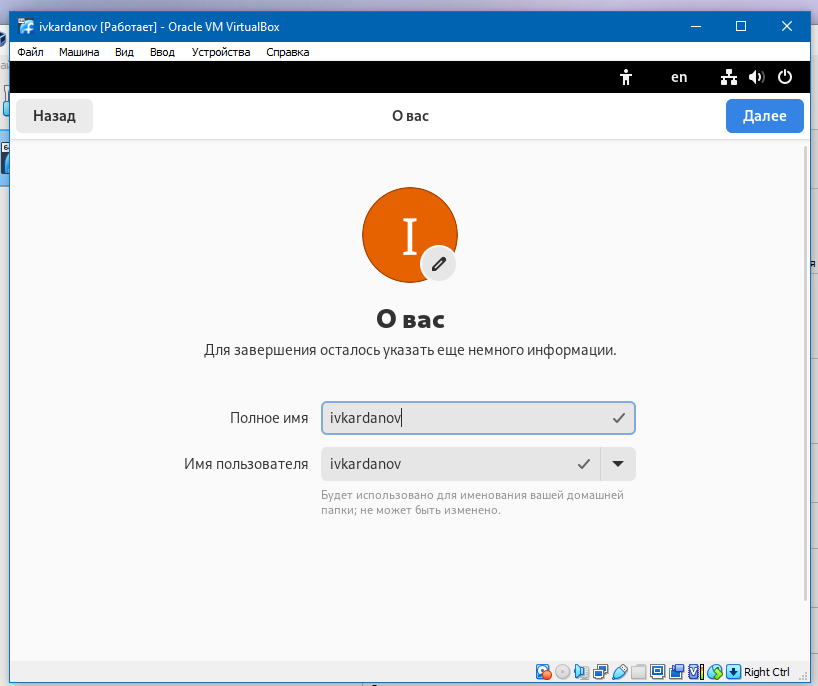 ivkardanov [Работает] - Oracle VM VirtualBox
Файл Машина Вид Ввод Устройства Справка
en
Назад О вас Далее
I
О вас
Для завершения осталось указать еще немного информации.
Полное имя ivkardanov
Имя пользователя ivkardanov
Будет использовано для именования вашей домашней
папки; не может быть изменено.
Right Ctrl